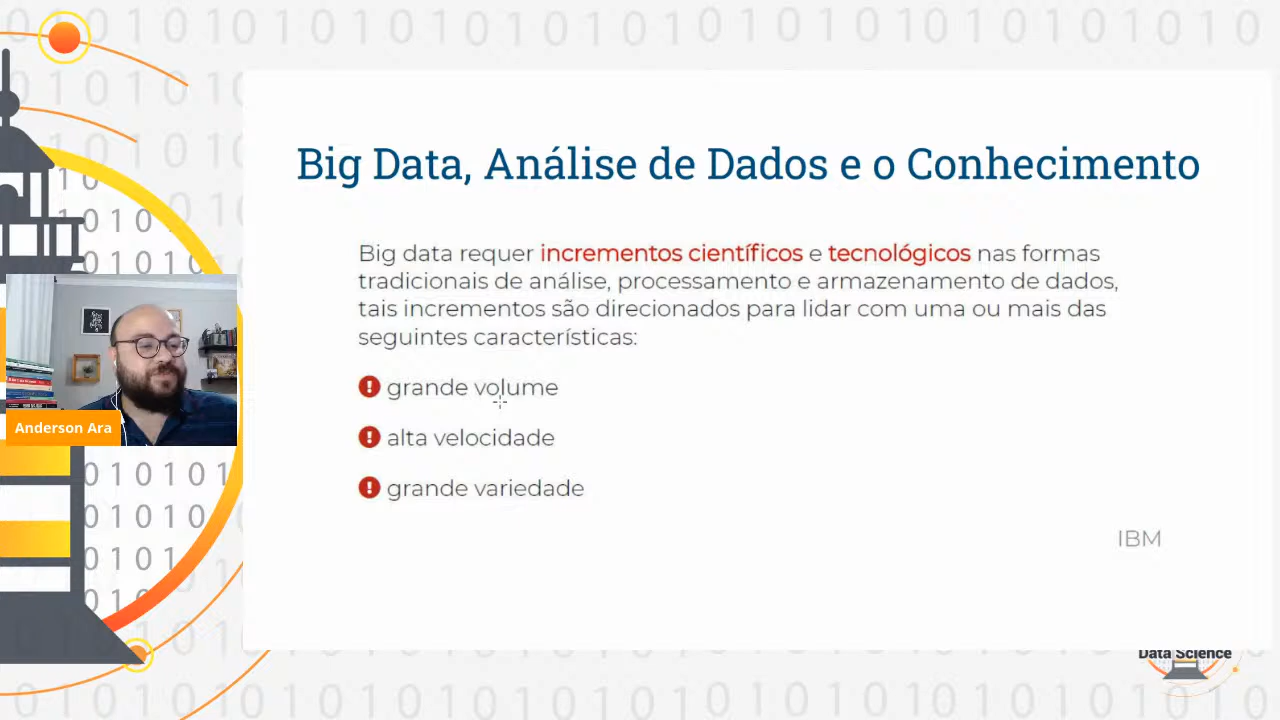 Big Data, Análise de Dados e o Conhecimento
Big data requer incrementos científicos e tecnológicos nas formas
tradicionais de análise, processamento e armazenamento de dados,
tais incrementos são direcionados para lidar com uma ou mais das
seguintes características:
grande volume
alta velocidade
grande variedade
IBM
Anderson Ara
Data Science